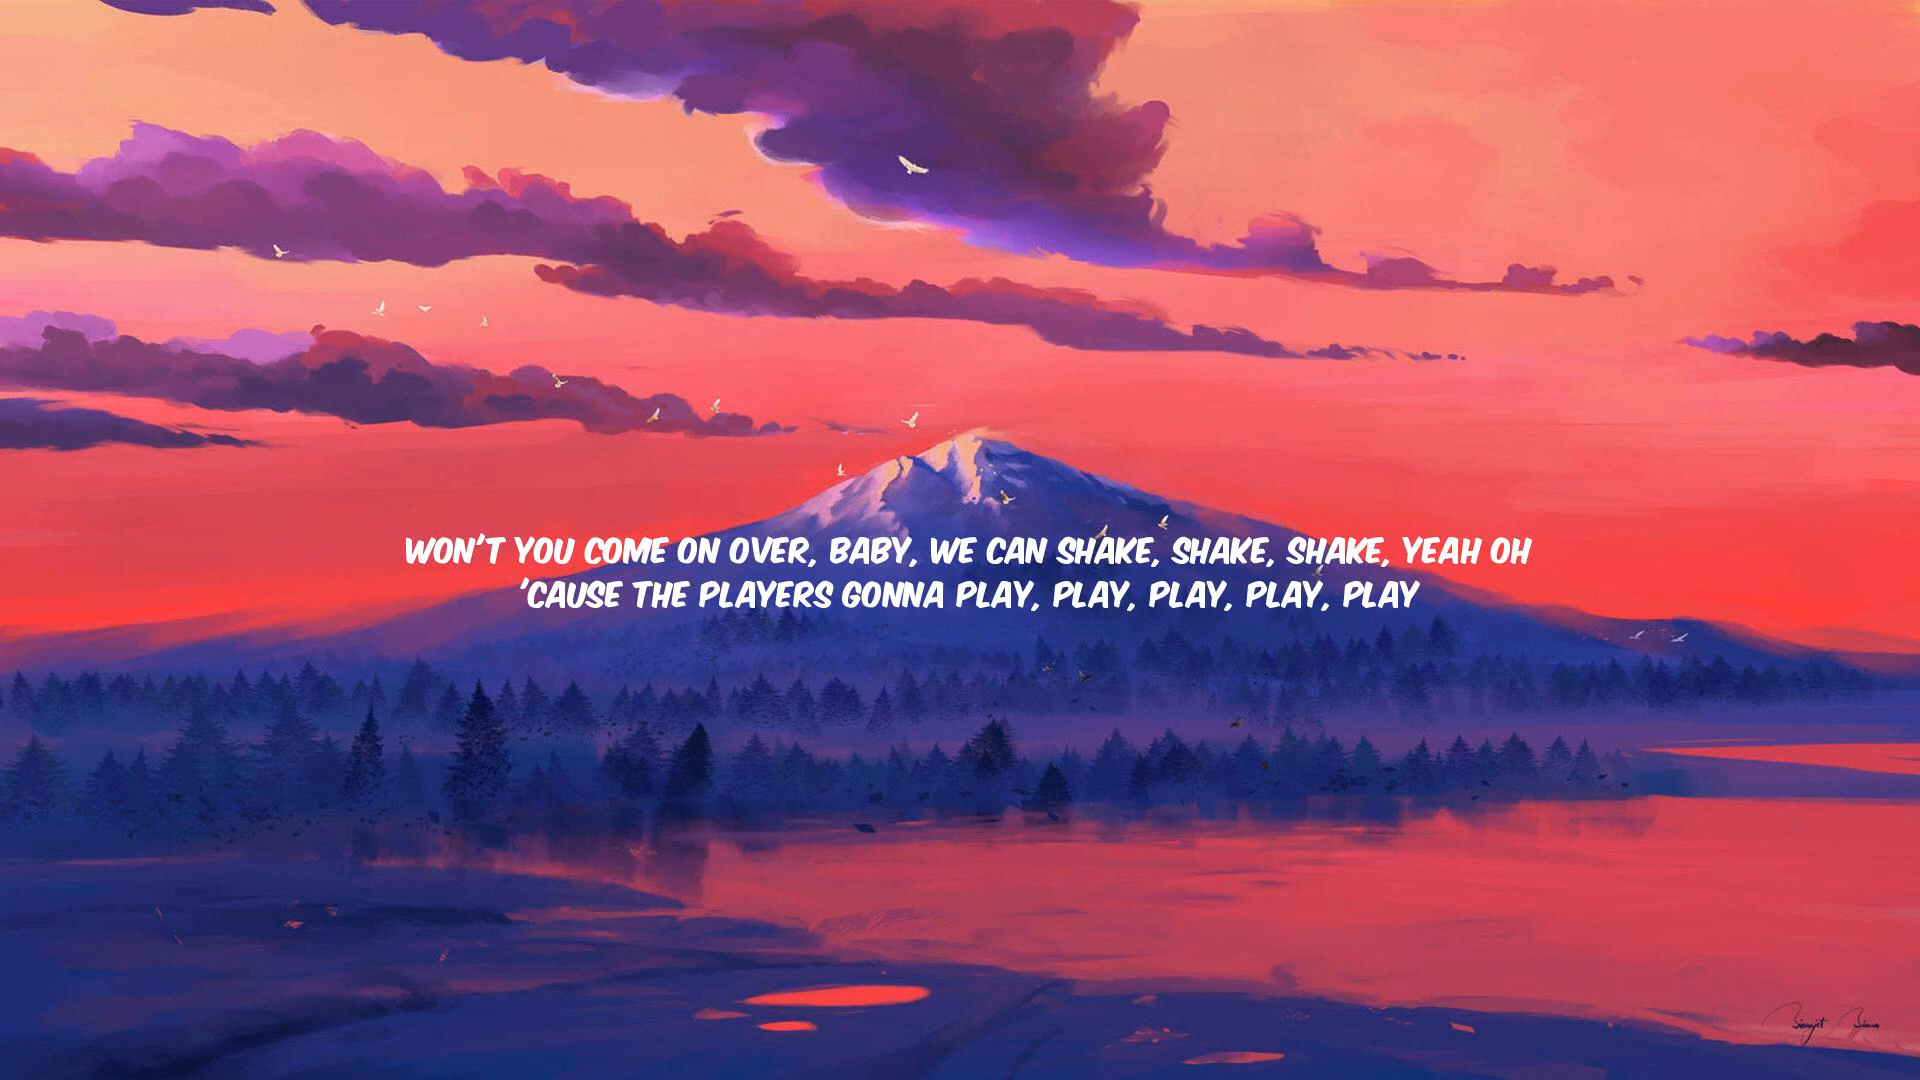 WON'T YOU COME ON OVER, BABY, WE CAN SHAKE, SHAKE, SHAKE, YEAH OH
'CAUSE THE PLAYERS GONNA PLAY, PLAY, PLAY, PLAY, PLAY